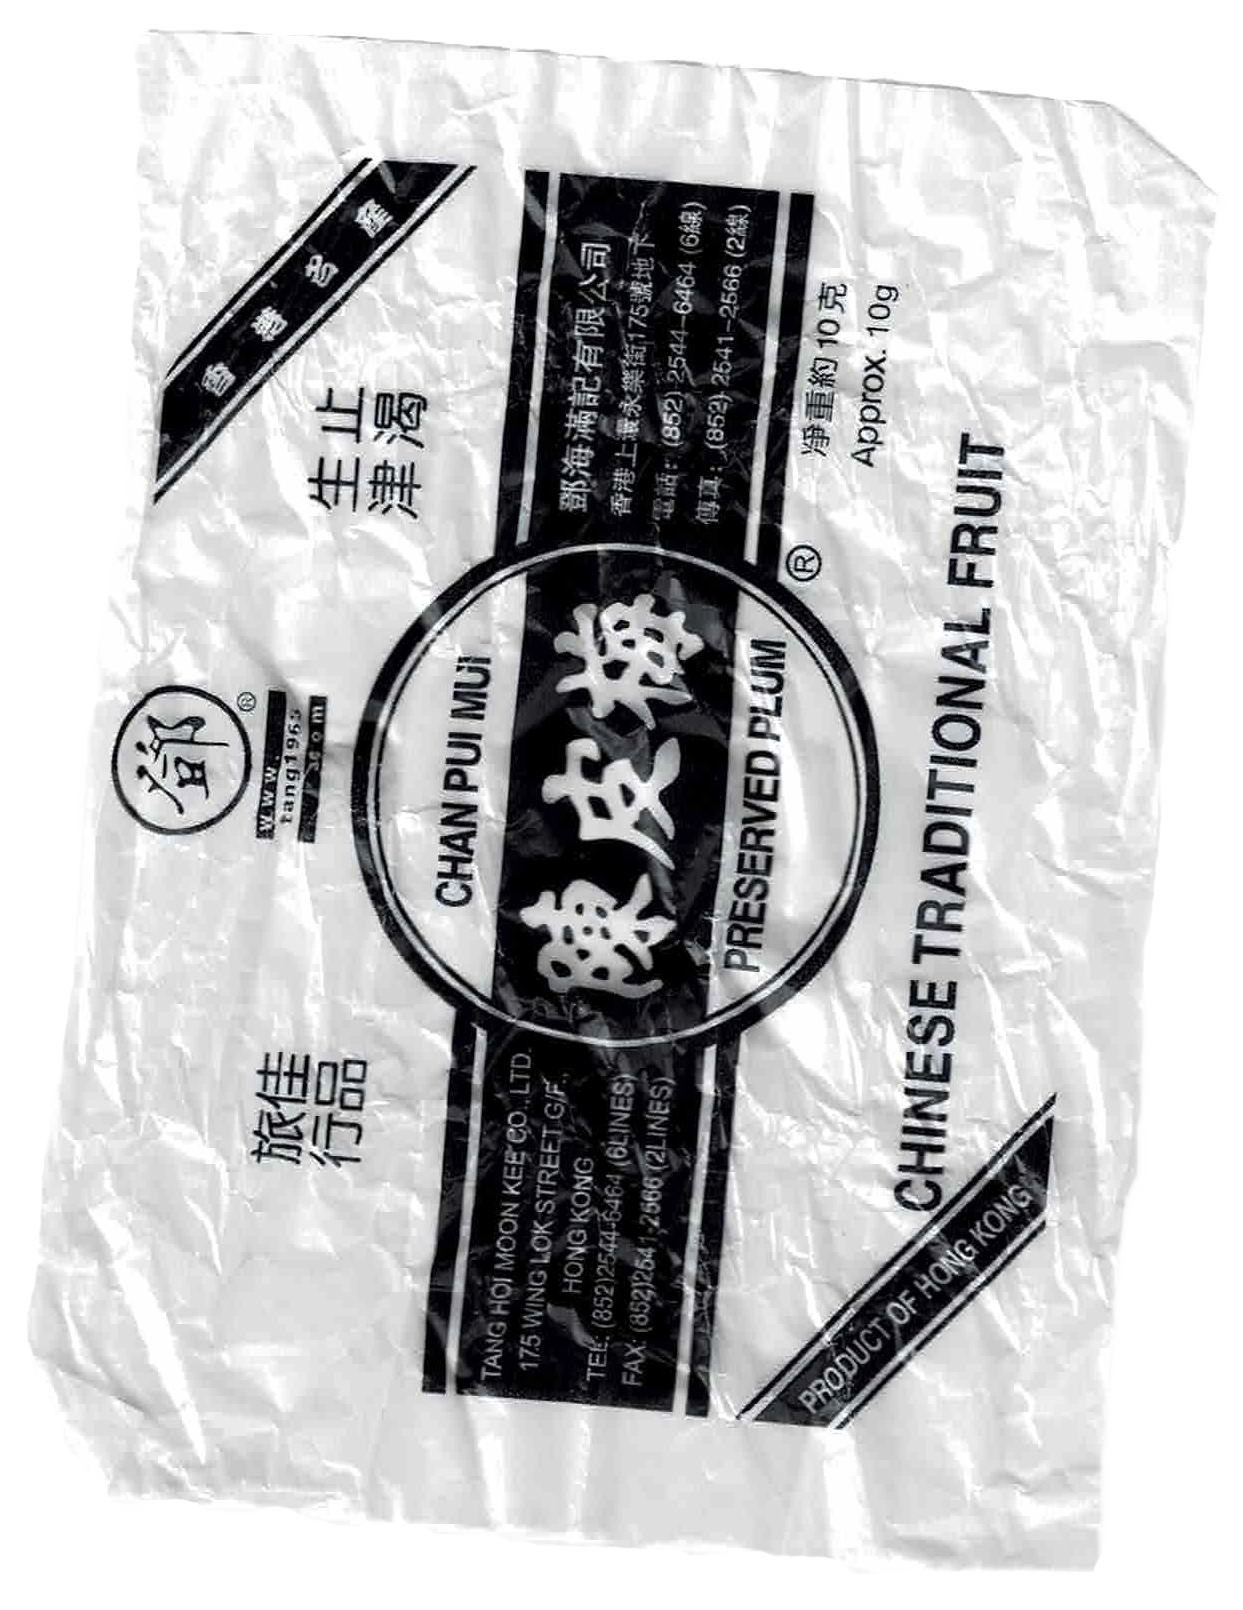 旅行
佳品
鄧
®
www.
生津
止渴
香港名產
CHAN PUI MUI
陳皮梅
PRESERVED PLUM
®
TANG HOI MOON KEE CO., LTD.
175 WING LOK STREET, G/F.,
HONG KONG
TEL: (852)2544-6464 (6LINES)
FAX: (852)2541-2566 (2LINES)
鄧海滿記有限公司
香港上環永樂街175號地下
電話：(852) 2544-6464 (6線)
傳真：(852) 2541-2566 (2線)
淨重約10克
Approx. 10g
CHINESE TRADITIONAL FRUIT
PRODUCT OF HONG KONG